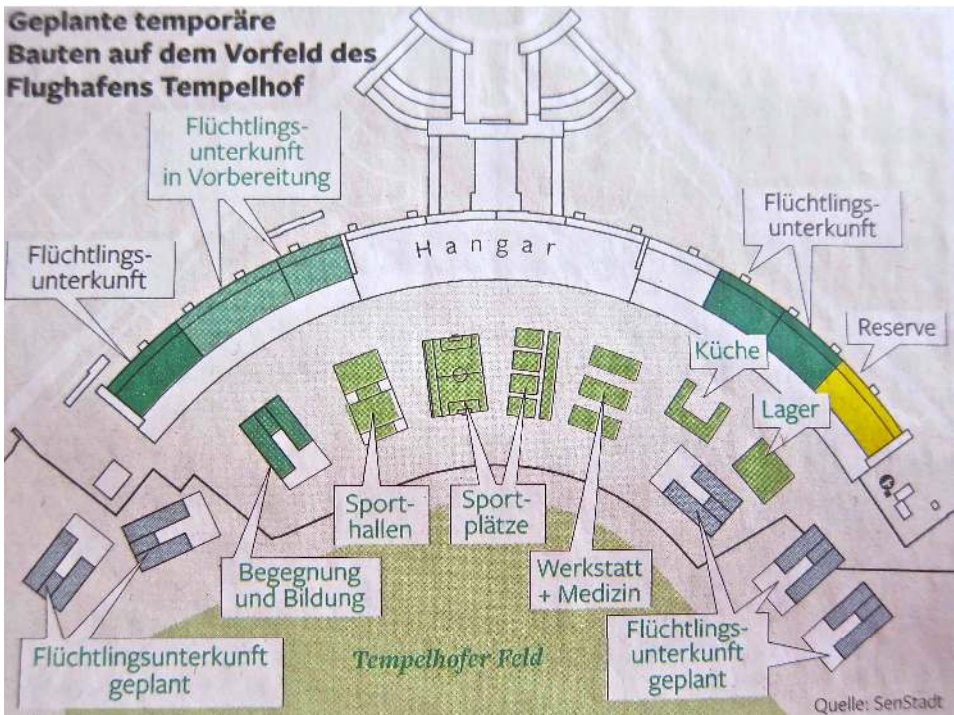 Geplante temporäre
Bauten auf dem Vorfeld des
Flughafens Tempelhof
Flüchtlings-
unterkunft
in Vorbereitung
Flüchtlings-
unterkunft
Hangar
Flüchtlings-
unterkunft
Reserve
Küche
Lager
Sport-
hallen
Sport-
plätze
Begegnung
und Bildung
Werkstatt
+ Medizin
Flüchtlingsunterkunft
geplant
Flüchtlings-
unterkunft
geplant
Tempelhofer Feld
Quelle: SenStadt